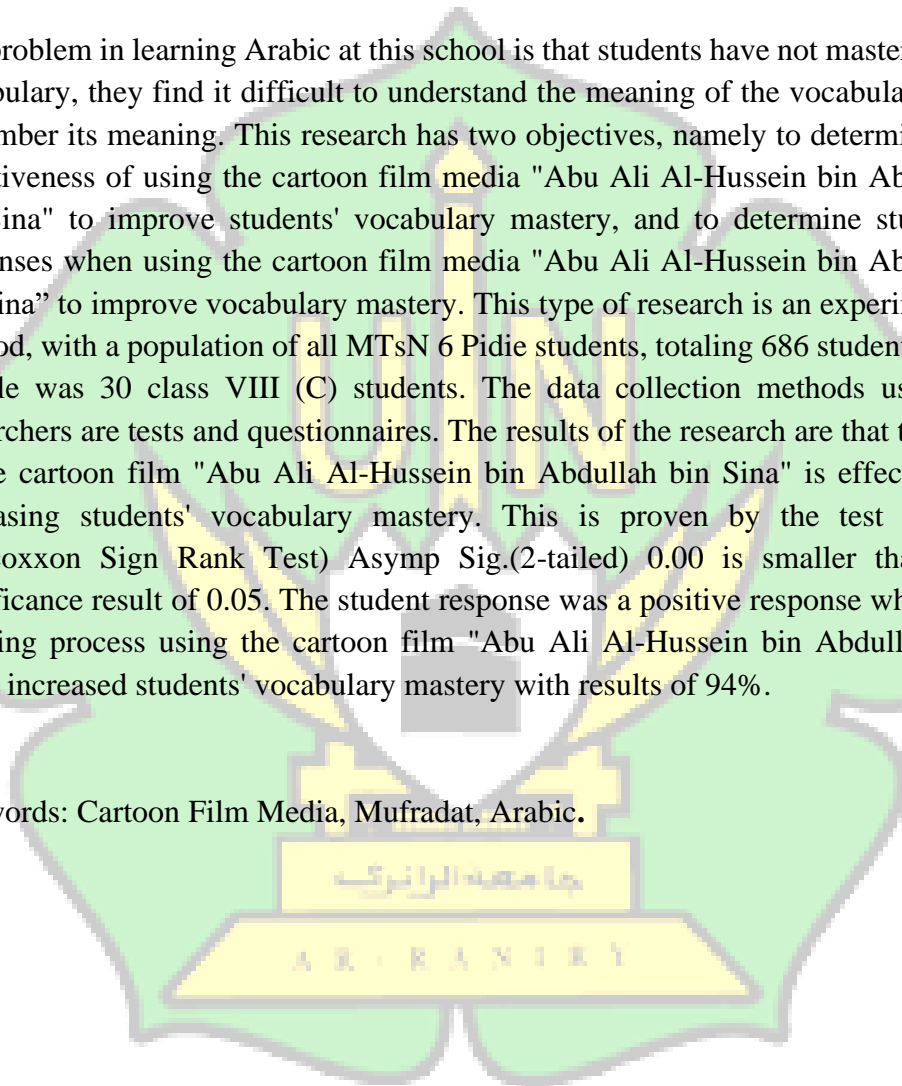 problem in learning Arabic at this school is that students have not master
bulary, they find it difficult to understand the meaning of the vocabula
mber its meaning. This research has two objectives, namely to determi
tiveness of using the cartoon film media "Abu Ali Al-Hussein bin Ab
ina" to improve students' vocabulary mastery, and to determine stu
nses when using the cartoon film media "Abu Ali Al-Hussein bin Ab
ina” to improve vocabulary mastery. This type of research is an experi
od, with a population of all MTsN 6 Pidie students, totaling 686 student
le was 30 class VIII (C) students. The data collection methods us
rchers are tests and questionnaires. The results of the research are that t
e cartoon film "Abu Ali Al-Hussein bin Abdullah bin Sina" is effec
asing students' vocabulary mastery. This is proven by the test
oxxon Sign Rank Test) Asymp Sig.(2-tailed) 0.00 is smaller tha
ficance result of 0.05. The student response was a positive response wh
ing process using the cartoon film "Abu Ali Al-Hussein bin Abdull
increased students' vocabulary mastery with results of 94%.
words: Cartoon Film Media, Mufradat, Arabic.
UIN
جامعة الرانري
AR-RANIRY